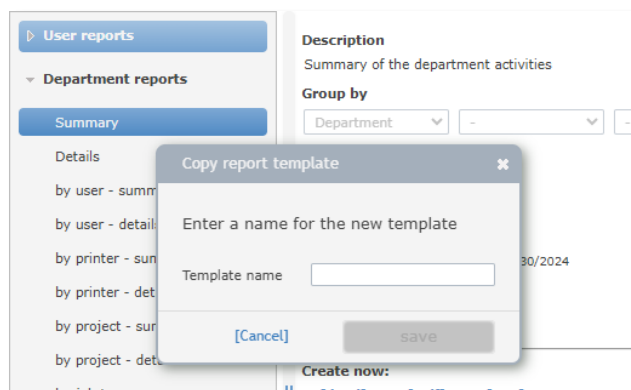 User reports
Department reports
Summary
Details
by user - summ
by user - detail
by printer - sum
by printer - det
by project - sur
by project - det
Description
Summary of the department activities
Group by
Department - -
30/2024
Create now:
Copy report template
Enter a name for the new template
Template name
[Cancel] save